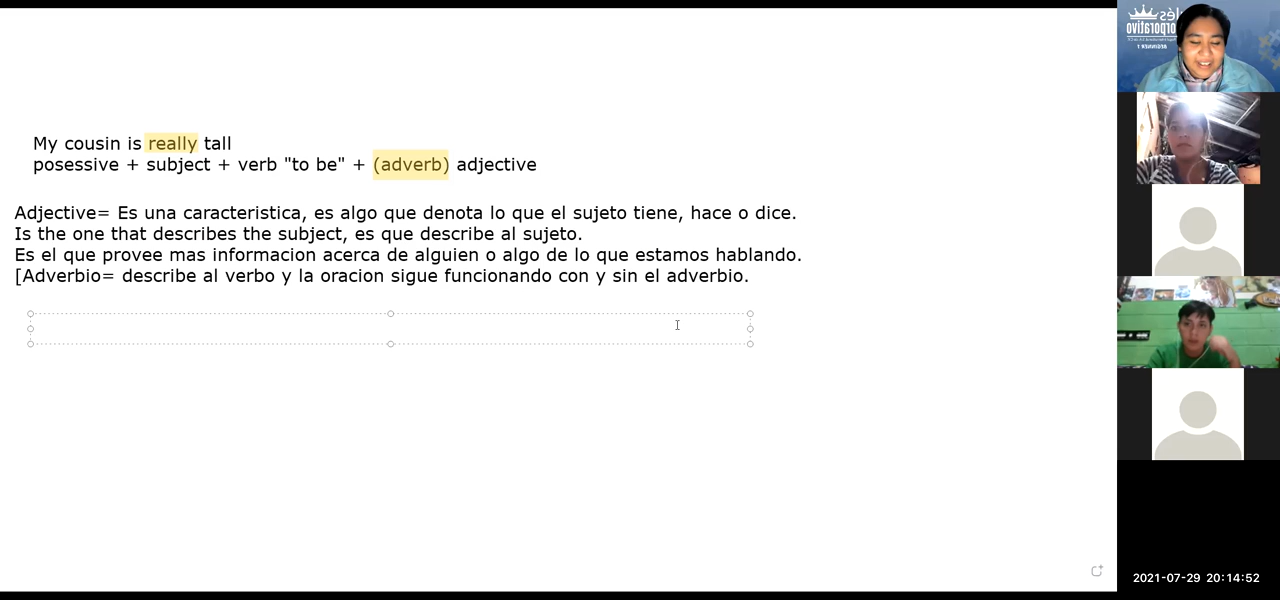 My cousin is really tall
posessive + subject + verb "to be" + (adverb) adjective
Adjective= Es una caracteristica, es algo que denota lo que el sujeto tiene, hace o dice.
Is the one that describes the subject, es que describe al sujeto.
Es el que provee mas informacion acerca de alguien o algo de lo que estamos hablando.
[Adverbio= describe al verbo y la oracion sigue funcionando con y sin el adverbio.
2021-07-29 20:14:52